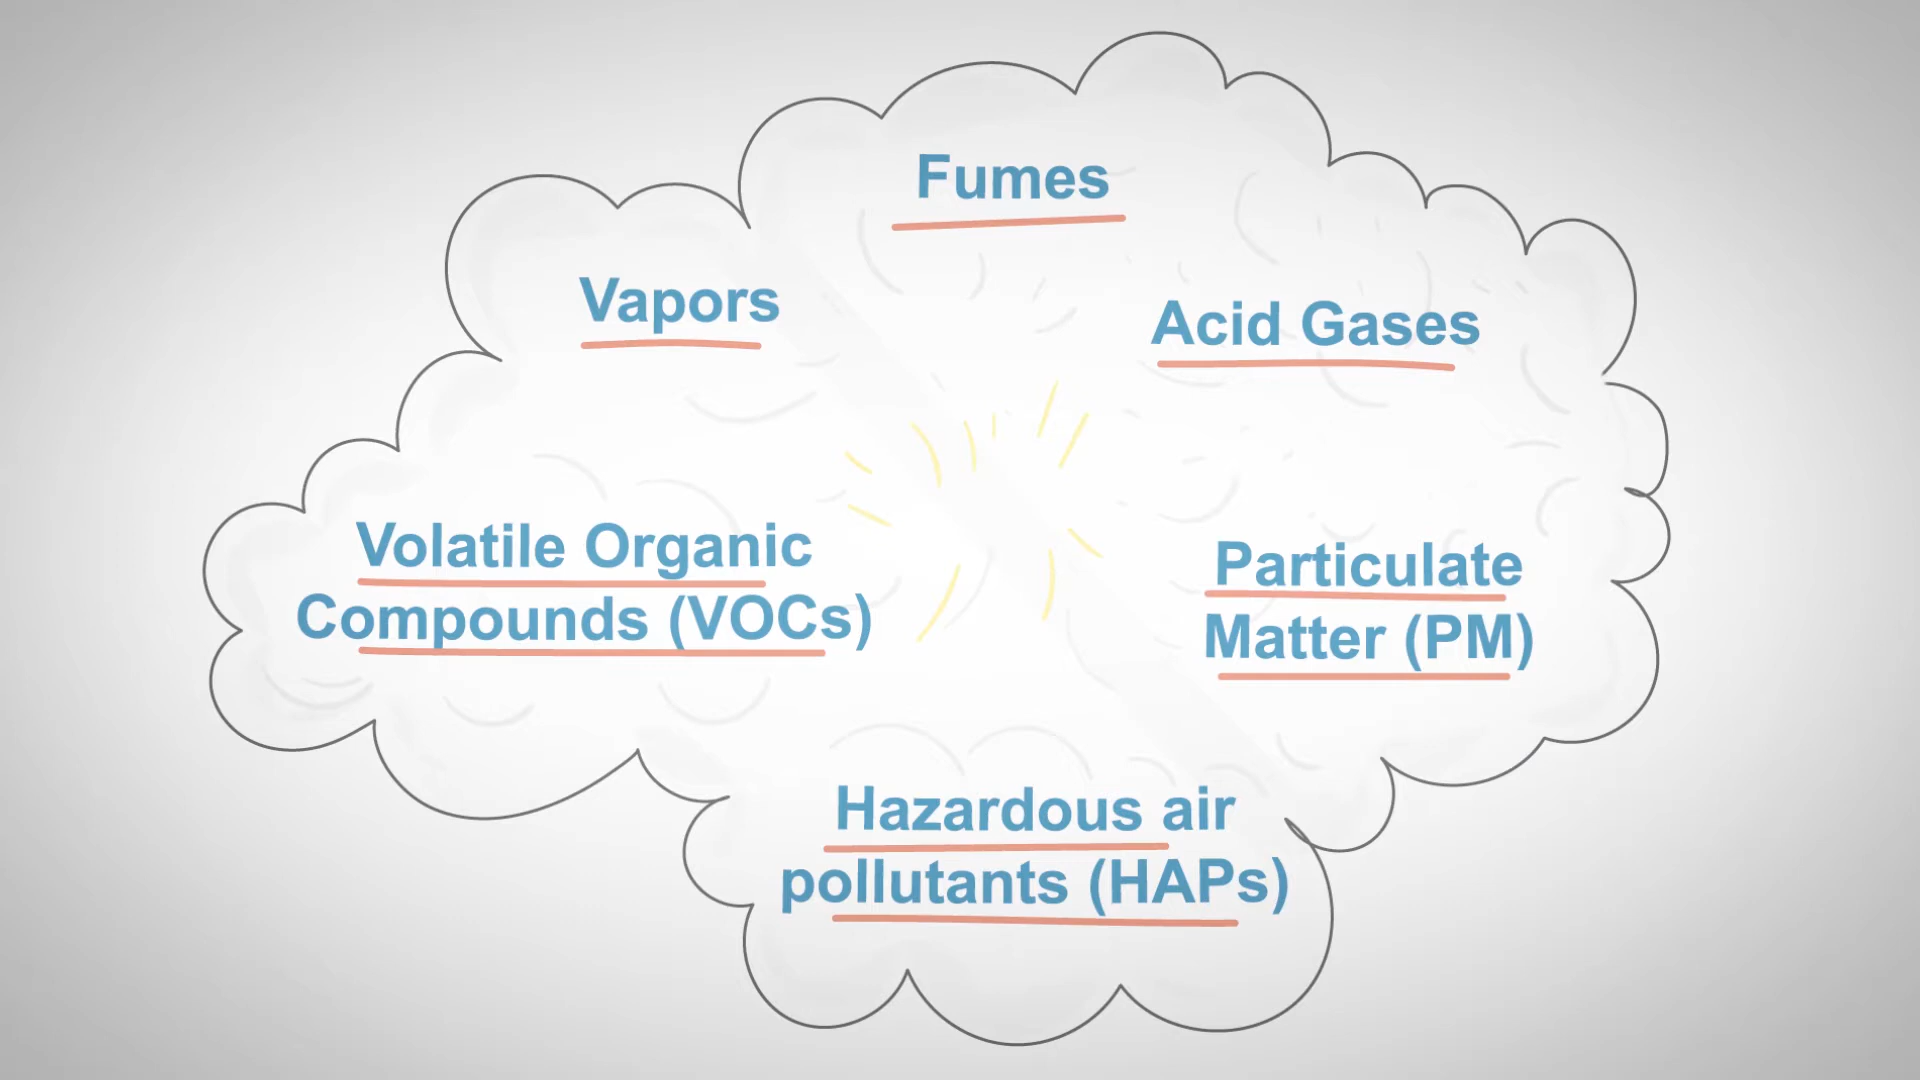 Fumes
Vapors
Acid Gases
Volatile Organic
Compounds (VOCs)
Particulate
Matter (PM)
Hazardous air
pollutants (HAPs)